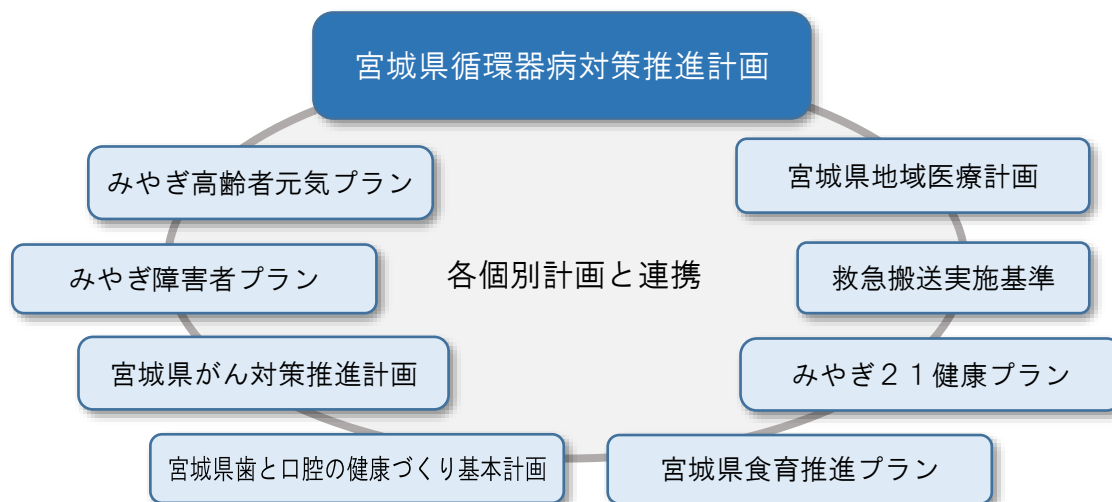 宮城県循環器病対策推進計画
みやぎ高齢者元気プラン
宮城県地域医療計画
みやぎ障害者プラン
各個別計画と連携
救急搬送実施基準
宮城県がん対策推進計画
みやぎ２１健康プラン
宮城県歯と口腔の健康づくり基本計画
宮城県食育推進プラン